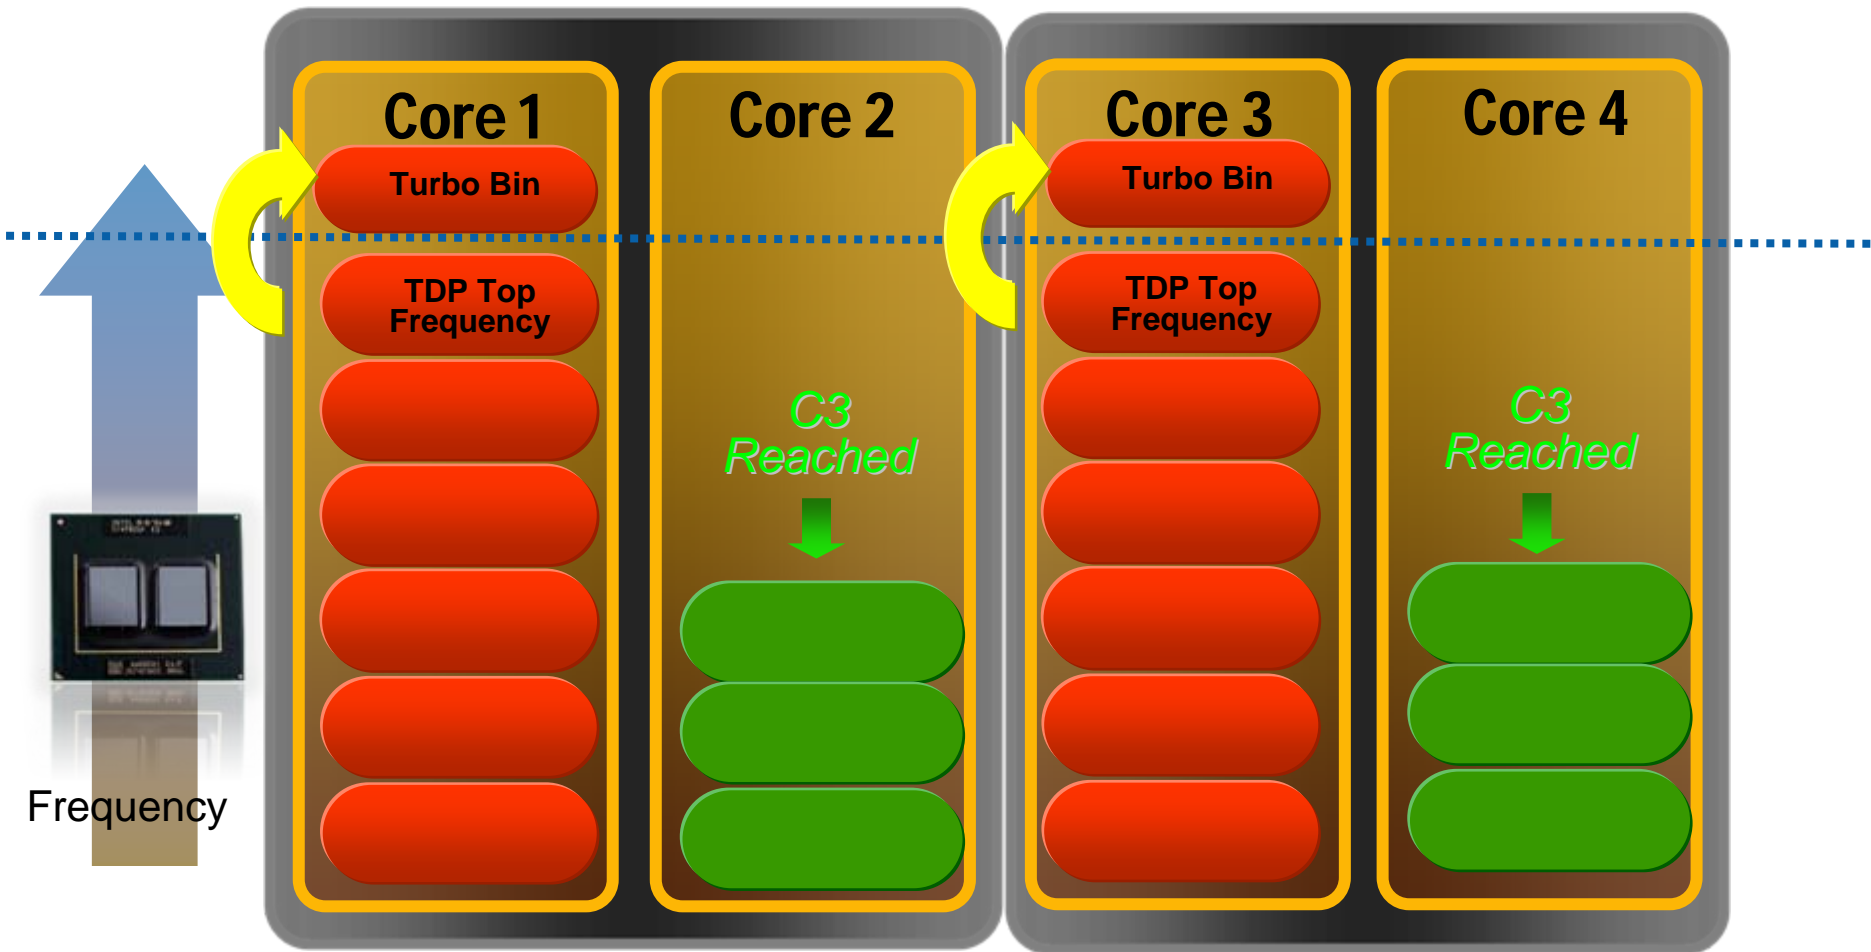 Core 1
Core 2
Core 3
Core 4
Turbo Bin
Turbo Bin
TDP Top
Frequency
TDP Top
Frequency
C3
Reached
C3
Reached
Frequency